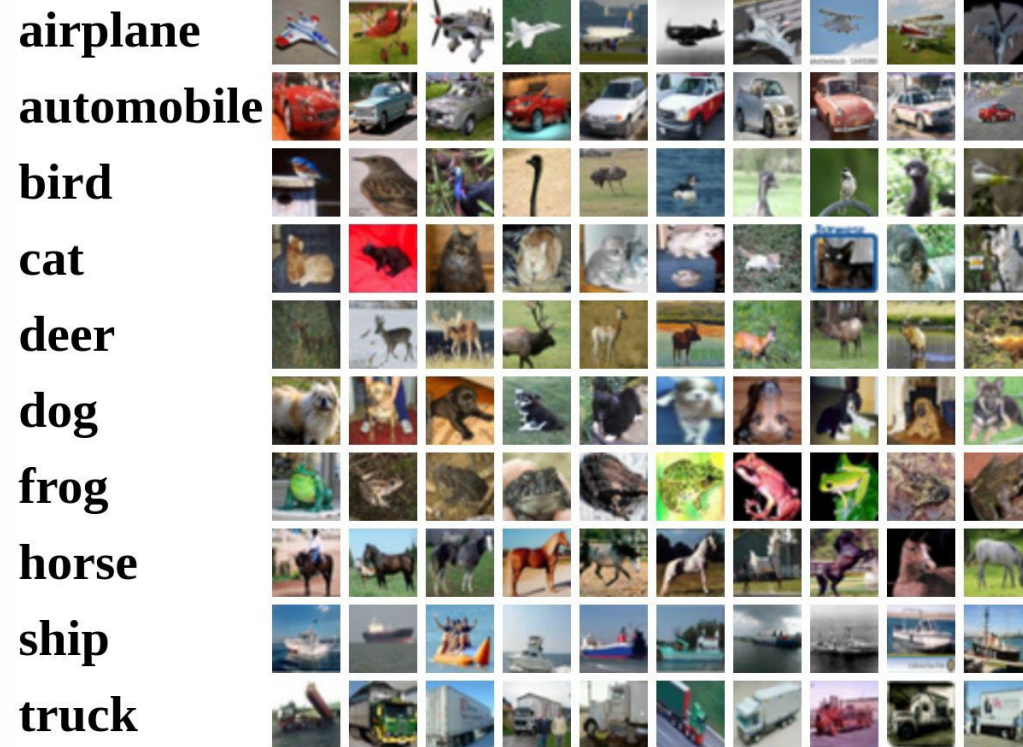 airplane
automobile
bird
cat
deer
dog
frog
horse
ship
truck